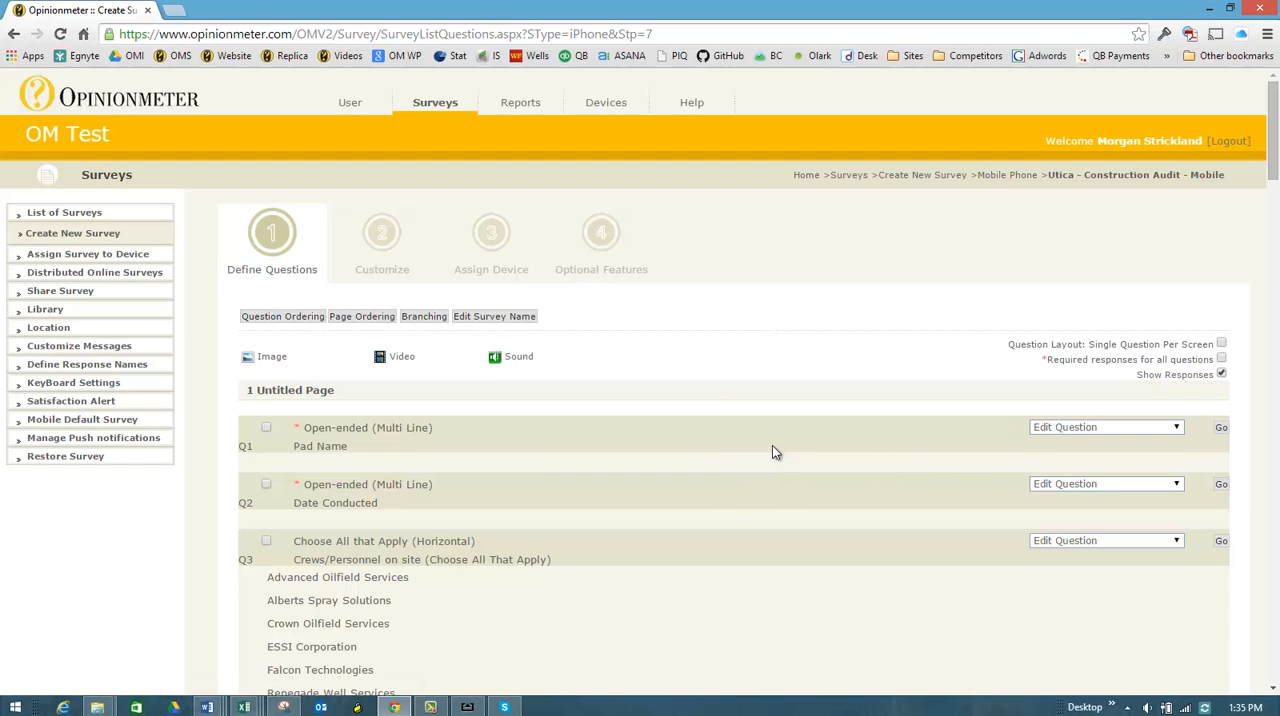 Opinionmeter :: Create Su
https://www.opinionmeter.com/OMV2/Survey/SurveyListQuestions.aspx?SType=iPhone&Stp=7
Apps Egnyte OMI OMS Website Replica Videos OM WP Stat IS Wells QB ASANA PIQ GitHub BC Olark Desk Sites Competitors Adwords QB Payments » Other bookmarks
OPINIONMETER
User Surveys Reports Devices Help
OM Test
Welcome Morgan Strickland [Logout]
Surveys
Home >Surveys >Create New Survey >Mobile Phone >Utica - Construction Audit - Mobile
List of Surveys
Create New Survey
Assign Survey to Device
Distributed Online Surveys
Share Survey
Library
Location
Customize Messages
Define Response Names
KeyBoard Settings
Satisfaction Alert
Mobile Default Survey
Manage Push notifications
Restore Survey
1 2 3 4
Define Questions Customize Assign Device Optional Features
Question Ordering Page Ordering Branching Edit Survey Name
Image Video Sound
Question Layout: Single Question Per Screen
*Required responses for all questions
Show Responses
1 Untitled Page
* Open-ended (Multi Line) Edit Question Go
Q1 Pad Name
* Open-ended (Multi Line) Edit Question Go
Q2 Date Conducted
Choose All that Apply (Horizontal) Edit Question Go
Q3 Crews/Personnel on site (Choose All That Apply)
Advanced Oilfield Services
Alberts Spray Solutions
Crown Oilfield Services
ESSI Corporation
Falcon Technologies
Renegade Well Services
Desktop » 1:35 PM